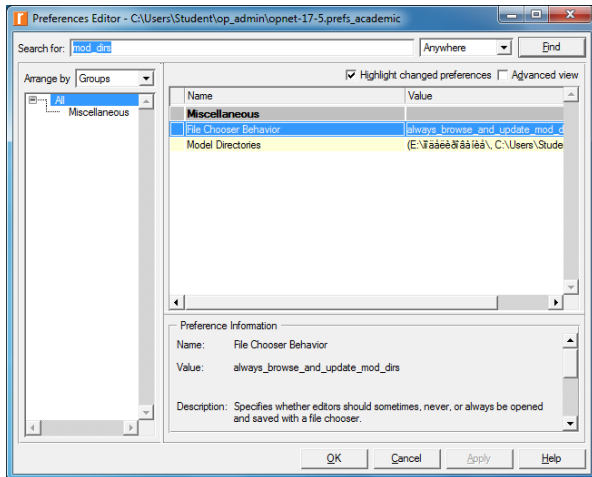 Preferences Editor - C:\Users\Student\op_admin\opnet-17-5.prefs_academic
Search for: mod_dirs Anywhere Find
Arrange by Groups Highlight changed preferences Advanced view
All
Miscellaneous
Name Value
Miscellaneous
File Chooser Behavior always_browse_and_update_mod_d
Model Directories (E:\Ïäåëèðîâàíèå\, C:\Users\Stude
Preference Information
Name: File Chooser Behavior
Value: always_browse_and_update_mod_dirs
Description: Specifies whether editors should sometimes, never, or always be opened
and saved with a file chooser.
OK Cancel Apply Help